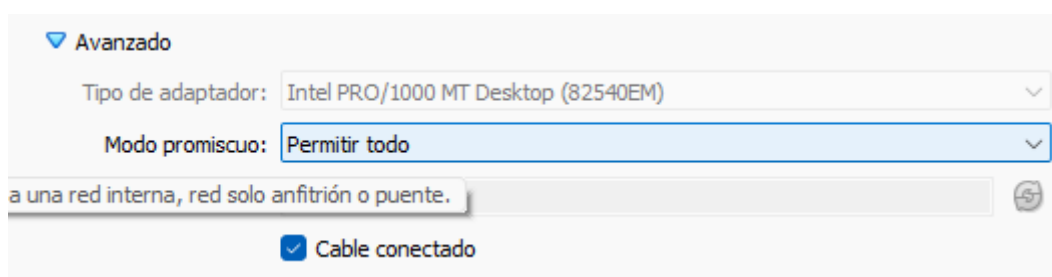 Avanzado
Tipo de adaptador: Intel PRO/1000 MT Desktop (82540EM)
Modo promiscuo: Permitir todo
a una red interna, red solo anfitrión o puente.
Cable conectado